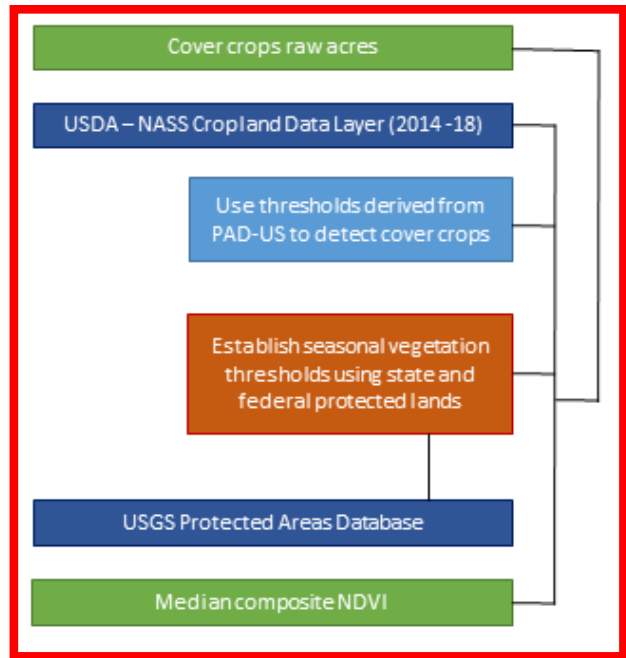 Cover crops raw acres
USDA – NASS Cropland Data Layer (2014 -18)
Use thresholds derived from
PAD-US to detect cover crops
Establish seasonal vegetation
thresholds using state and
federal protected lands
USGS Protected Areas Database
Median composite NDVI